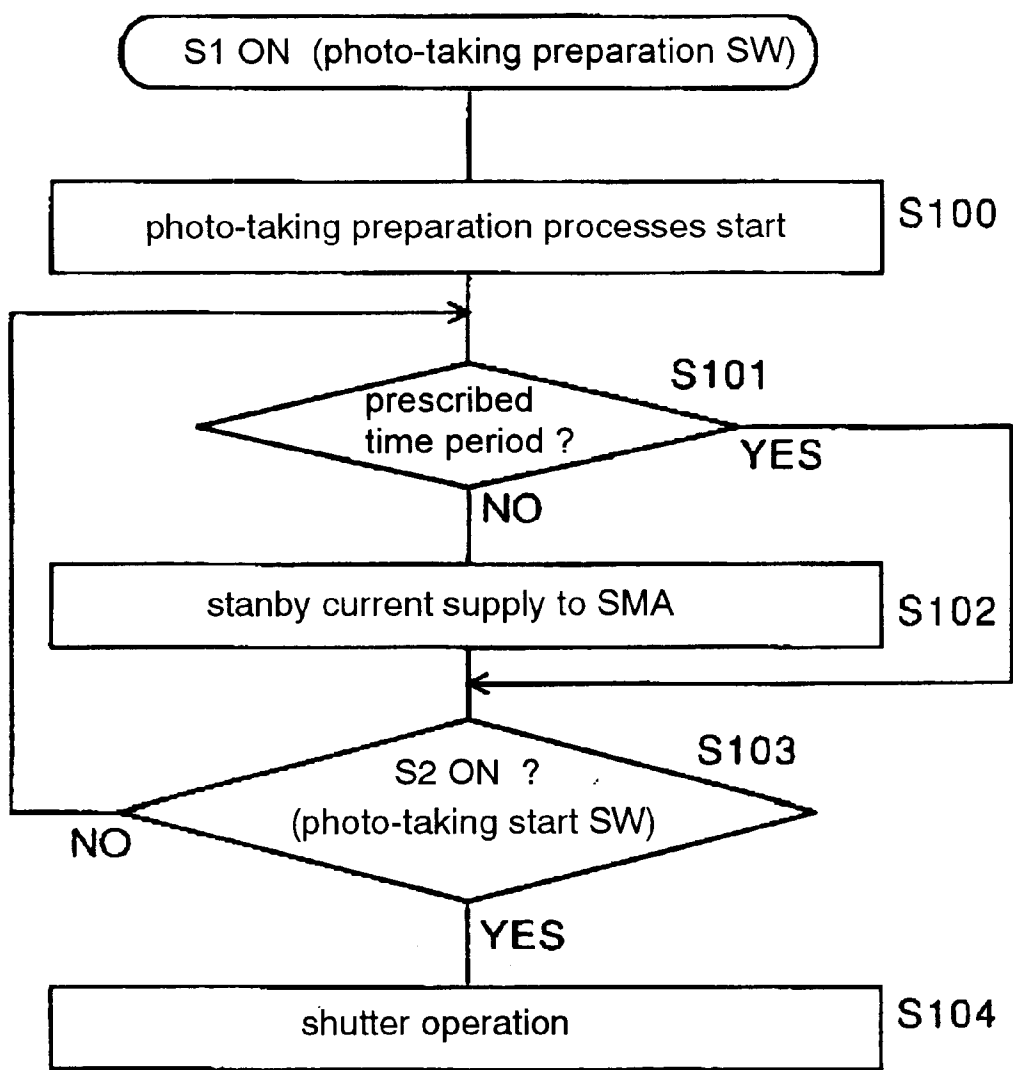 S1 ON (photo-taking preparation SW)
photo-taking preparation processes start
S100
S101
prescribed
time period ?
YES
NO
stanby current supply to SMA
S102
S103
S2 ON ?
(photo-taking start SW)
NO
YES
shutter operation
S104